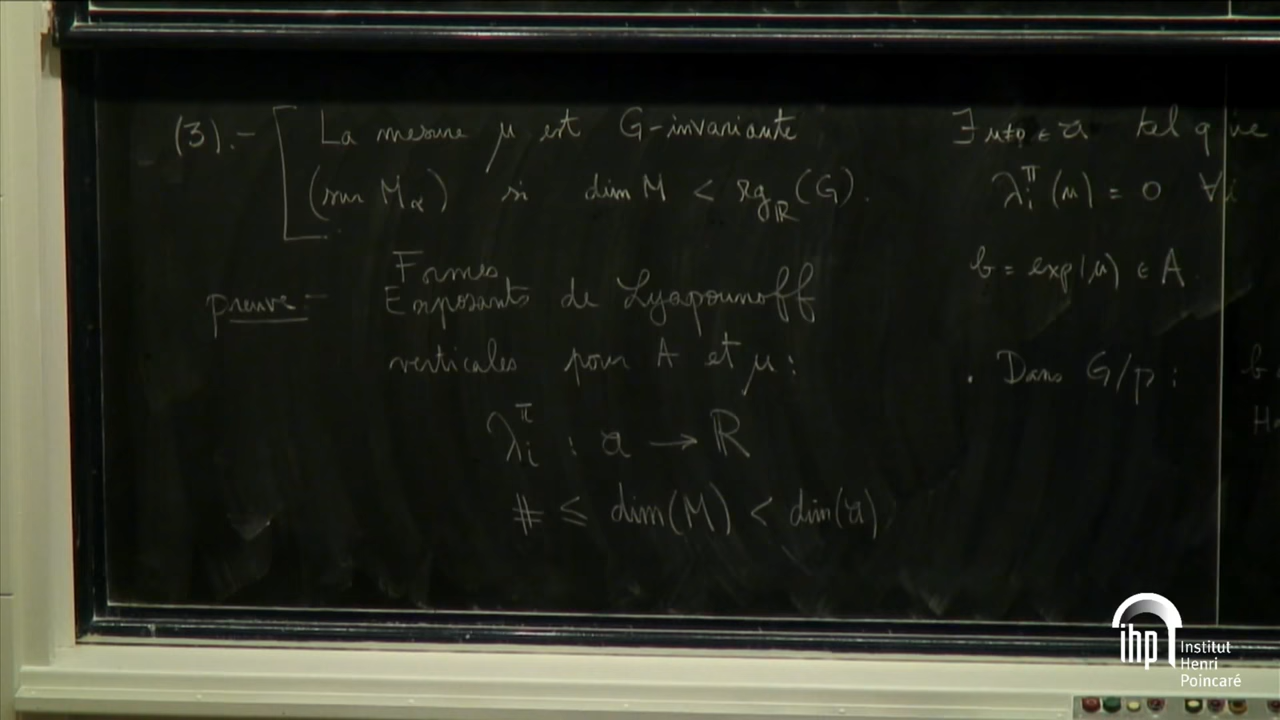 (3).- La mesure μ est G-invariante
(sur M_α) si dim M < rg_ℝ(G).
preuve -
Formes
Exposants de Lyapounoff
verticales pour A et μ :
λ_i^π : a → ℝ
# ≤ dim(M) < dim(a)
∃ u≠0 ∈ a tel que
λ_i^π (u) = 0 ∀i
b = exp(u) ∈ A
. Dans G/p :
b
ihp Institut
Henri
Poincaré